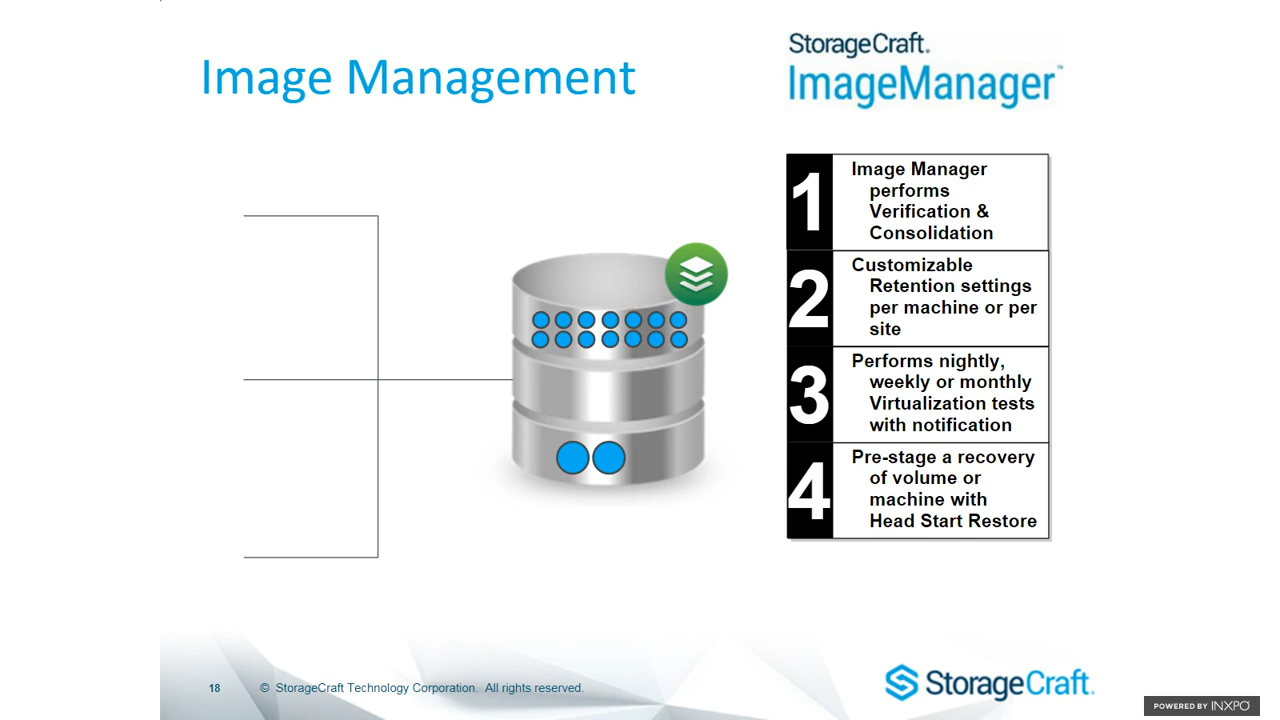 Image Management
StorageCraft.
ImageManager™
1
Image Manager
performs
Verification &
Consolidation
2
Customizable
Retention settings
per machine or per
site
3
Performs nightly,
weekly or monthly
Virtualization tests
with notification
4
Pre-stage a recovery
of volume or
machine with
Head Start Restore
18 © StorageCraft Technology Corporation. All rights reserved.
StorageCraft.
POWERED BY INXPO